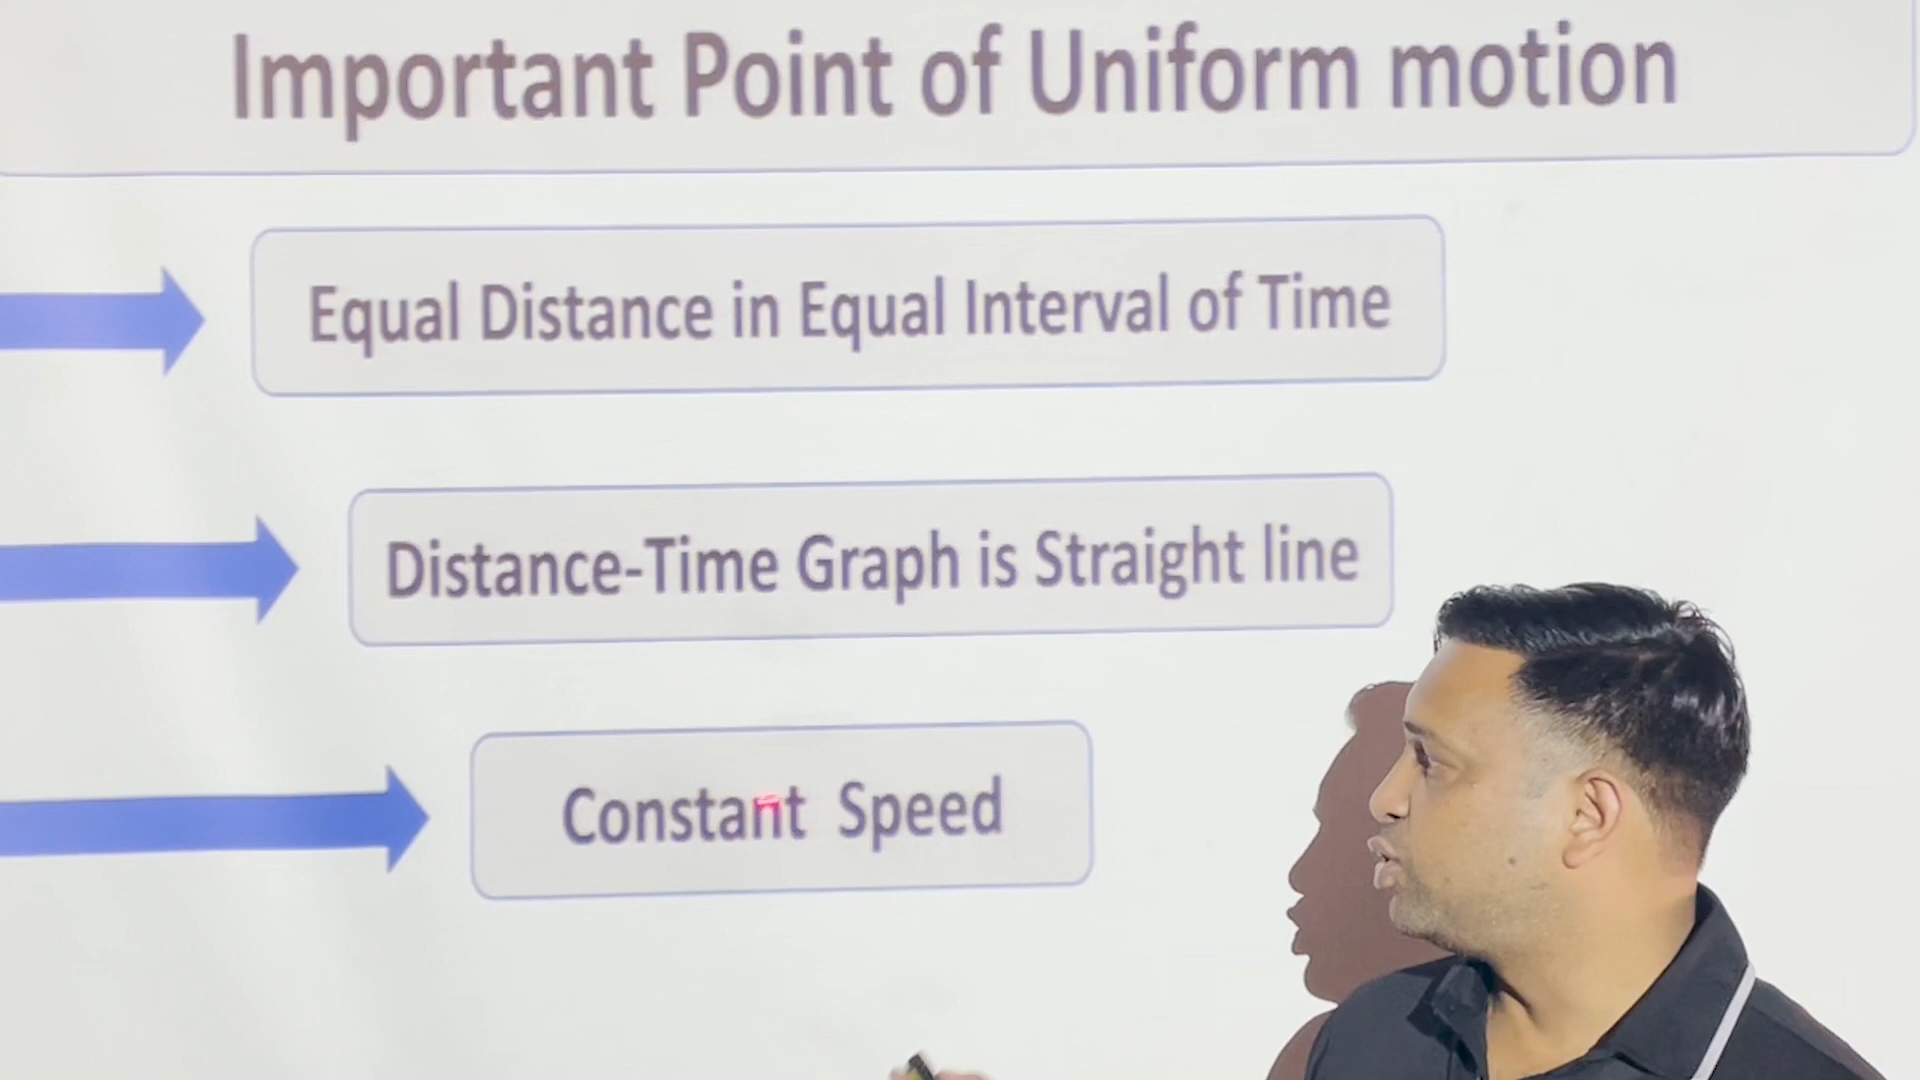 Important Point of Uniform motion
Equal Distance in Equal Interval of Time
Distance-Time Graph is Straight line
Constant Speed